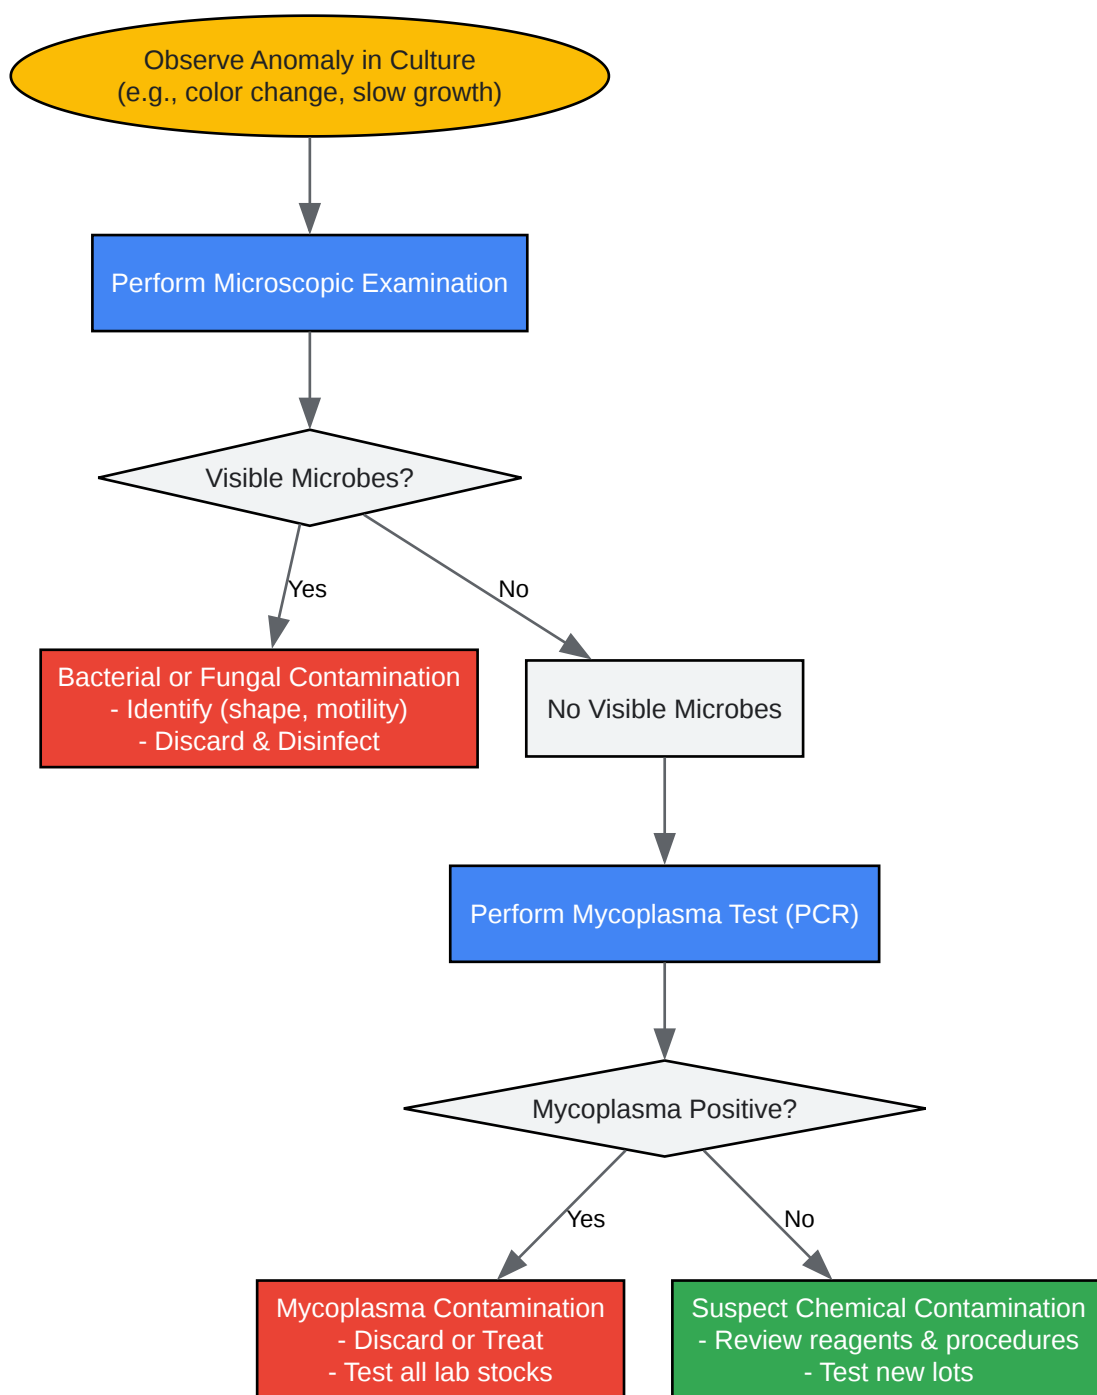 Observe Anomaly in Culture
(e.g., color change, slow growth)
Perform Microscopic Examination
Visible Microbes?
Yes
No
Bacterial or Fungal Contamination
- Identify (shape, motility)
- Discard & Disinfect
No Visible Microbes
Perform Mycoplasma Test (PCR)
Mycoplasma Positive?
Yes
No
Mycoplasma Contamination
- Discard or Treat
- Test all lab stocks
Suspect Chemical Contamination
- Review reagents & procedures
- Test new lots